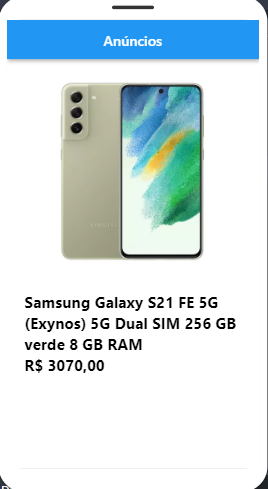 Anúncios
Samsung Galaxy S21 FE 5G
(Exynos) 5G Dual SIM 256 GB
verde 8 GB RAM
R$ 3070,00